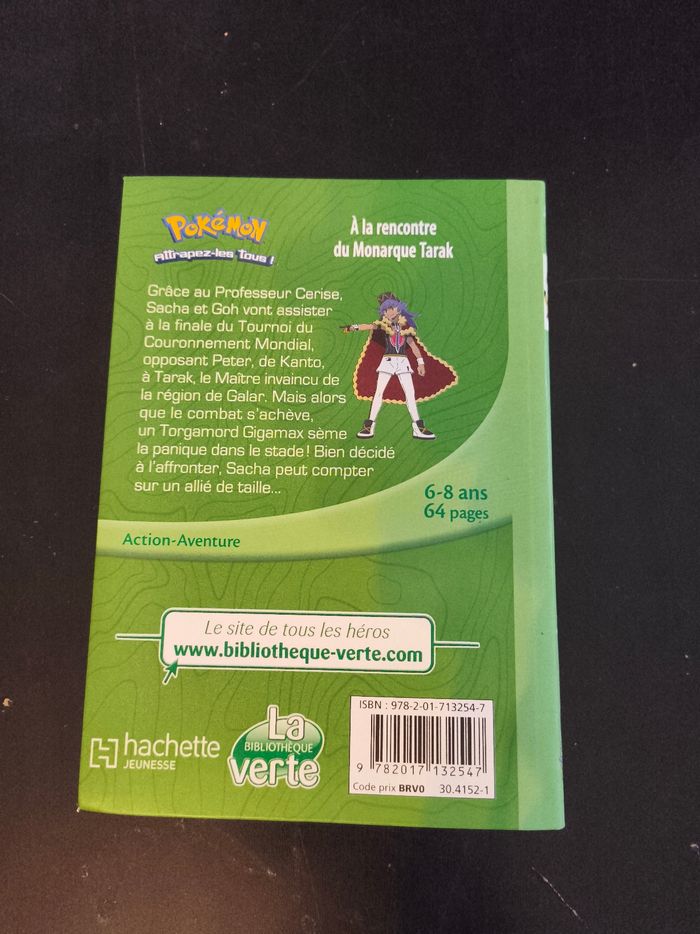 POKÉMON
Attrapez-les Tous !
À la rencontre
du Monarque Tarak
Grâce au Professeur Cerise,
Sacha et Goh vont assister
à la finale du Tournoi du
Couronnement Mondial,
opposant Peter, de Kanto,
à Tarak, le Maître invaincu de
la région de Galar. Mais alors
que le combat s'achève,
un Torgamord Gigamax sème
la panique dans le stade ! Bien décidé
à l'affronter, Sacha peut compter
sur un allié de taille...
6-8 ans
64 pages
Action-Aventure
Le site de tous les héros
www.bibliotheque-verte.com
hachette
JEUNESSE
La
BIBLIOTHÈQUE
verte
ISBN : 978-2-01-713254-7
9 782017 132547
Code prix BRV0 30.4152-1